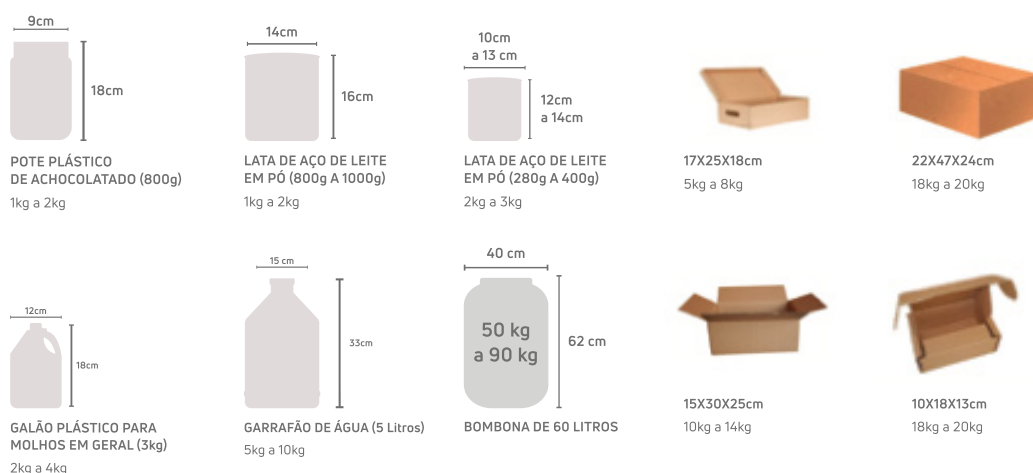 9cm
18cm
POTE PLÁSTICO
DE ACHOCOLATADO (800g)
1kg a 2kg
14cm
16cm
LATA DE AÇO DE LEITE
EM PÓ (800g A 1000g)
1kg a 2kg
10cm
a 13 cm
12cm
a 14cm
LATA DE AÇO DE LEITE
EM PÓ (280g A 400g)
2kg a 3kg
17X25X18cm
5kg a 8kg
22X47X24cm
18kg a 20kg
12cm
18cm
GALÃO PLÁSTICO PARA
MOLHOS EM GERAL (3kg)
2kg a 4kg
15 cm
33cm
GARRAFÃO DE ÁGUA (5 Litros)
5kg a 10kg
40 cm
50 kg
a 90 kg
62 cm
BOMBONA DE 60 LITROS
15X30X25cm
10kg a 14kg
10X18X13cm
18kg a 20kg